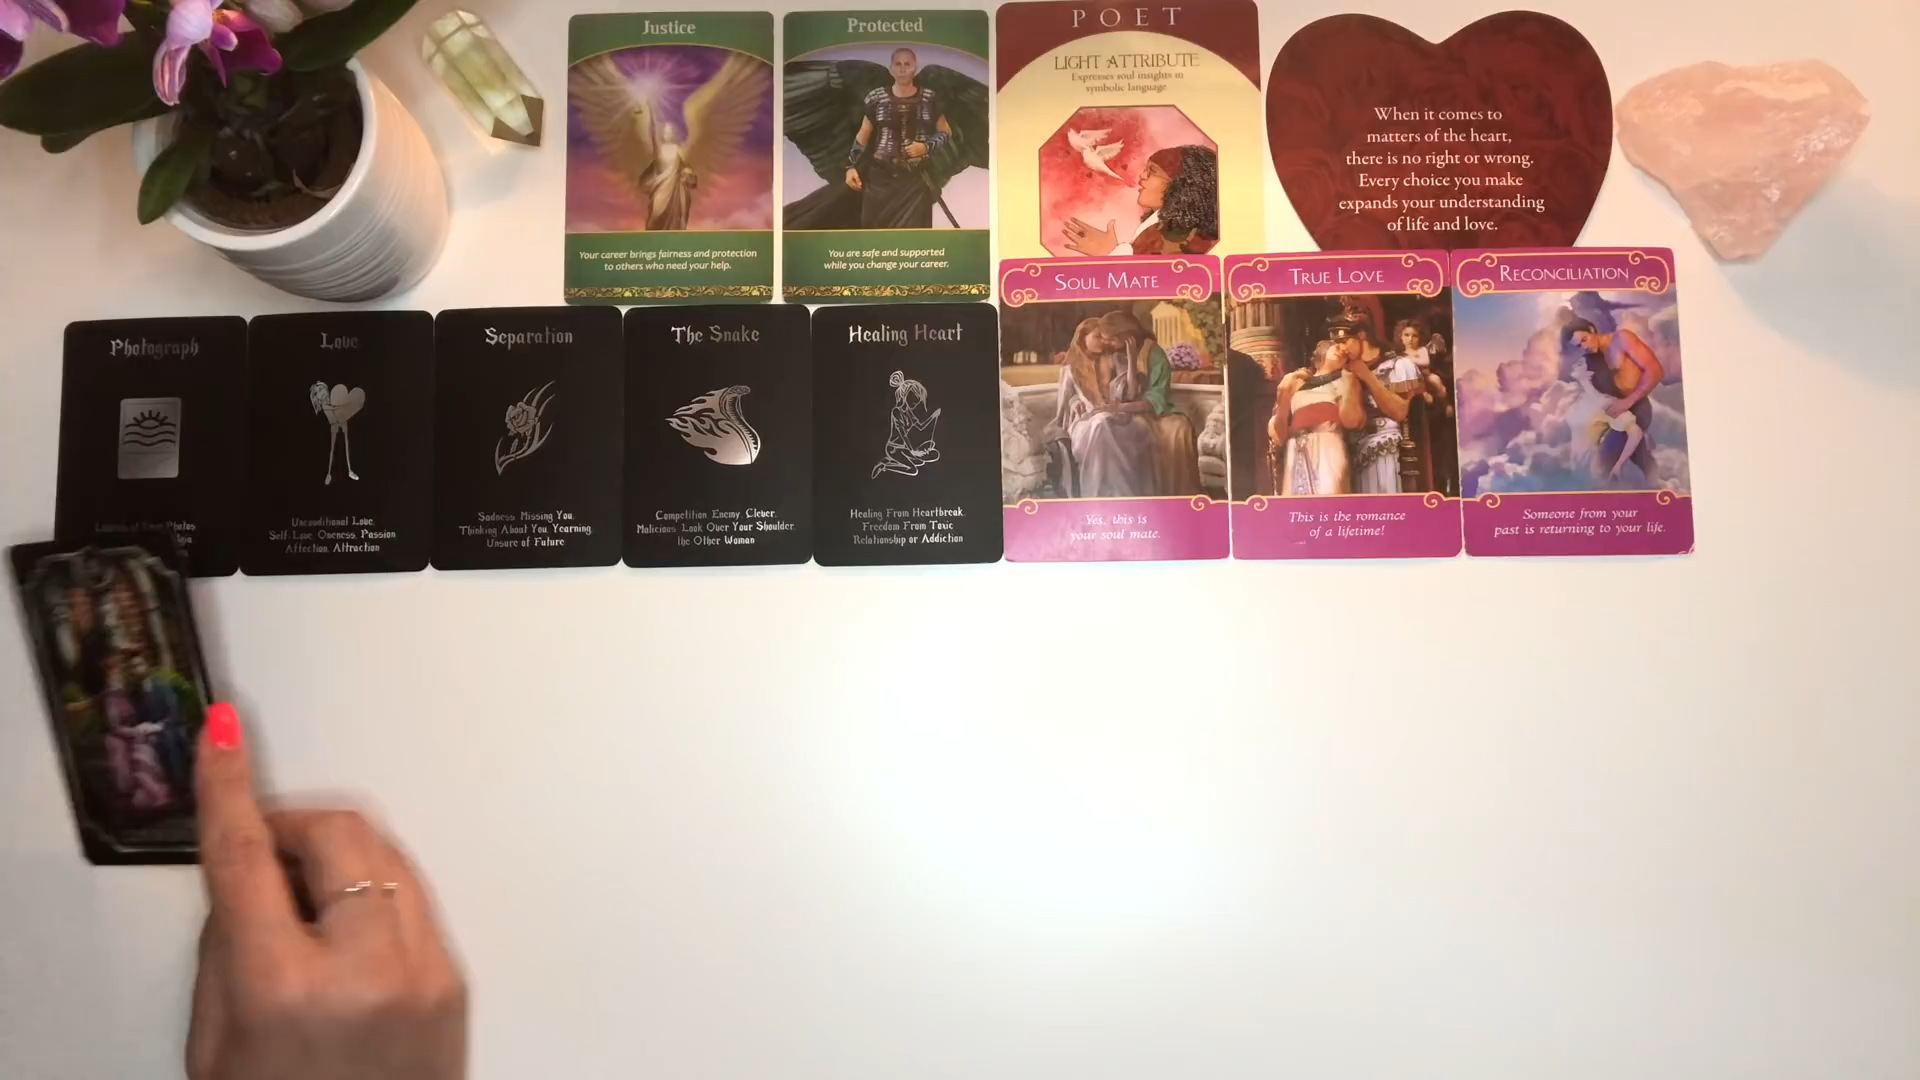 Justice
Your career brings fairness and protection
to others who need your help.
Protected
You are safe and supported
while you change your career.
POET
LIGHT ATTRIBUTE
Expresses soul insights in
symbolic language
When it comes to
matters of the heart,
there is no right or wrong.
Every choice you make
expands your understanding
of life and love.
Photograph
Photos
Love
Unconditional Love,
Self-Love, Oneness, Passion
Affection, Attraction
Separation
Sadness, Missing You,
Thinking About You, Yearning,
Unsure of Future
The Snake
Competition, Enemy, Clever,
Malicious, Look Over Your Shoulder,
the Other Woman
Healing Heart
Healing From Heartbreak,
Freedom From Toxic
Relationship or Addiction
SOUL MATE
Yes, this is
your soul mate.
TRUE LOVE
This is the romance
of a lifetime!
RECONCILIATION
Someone from your
past is returning to your life.